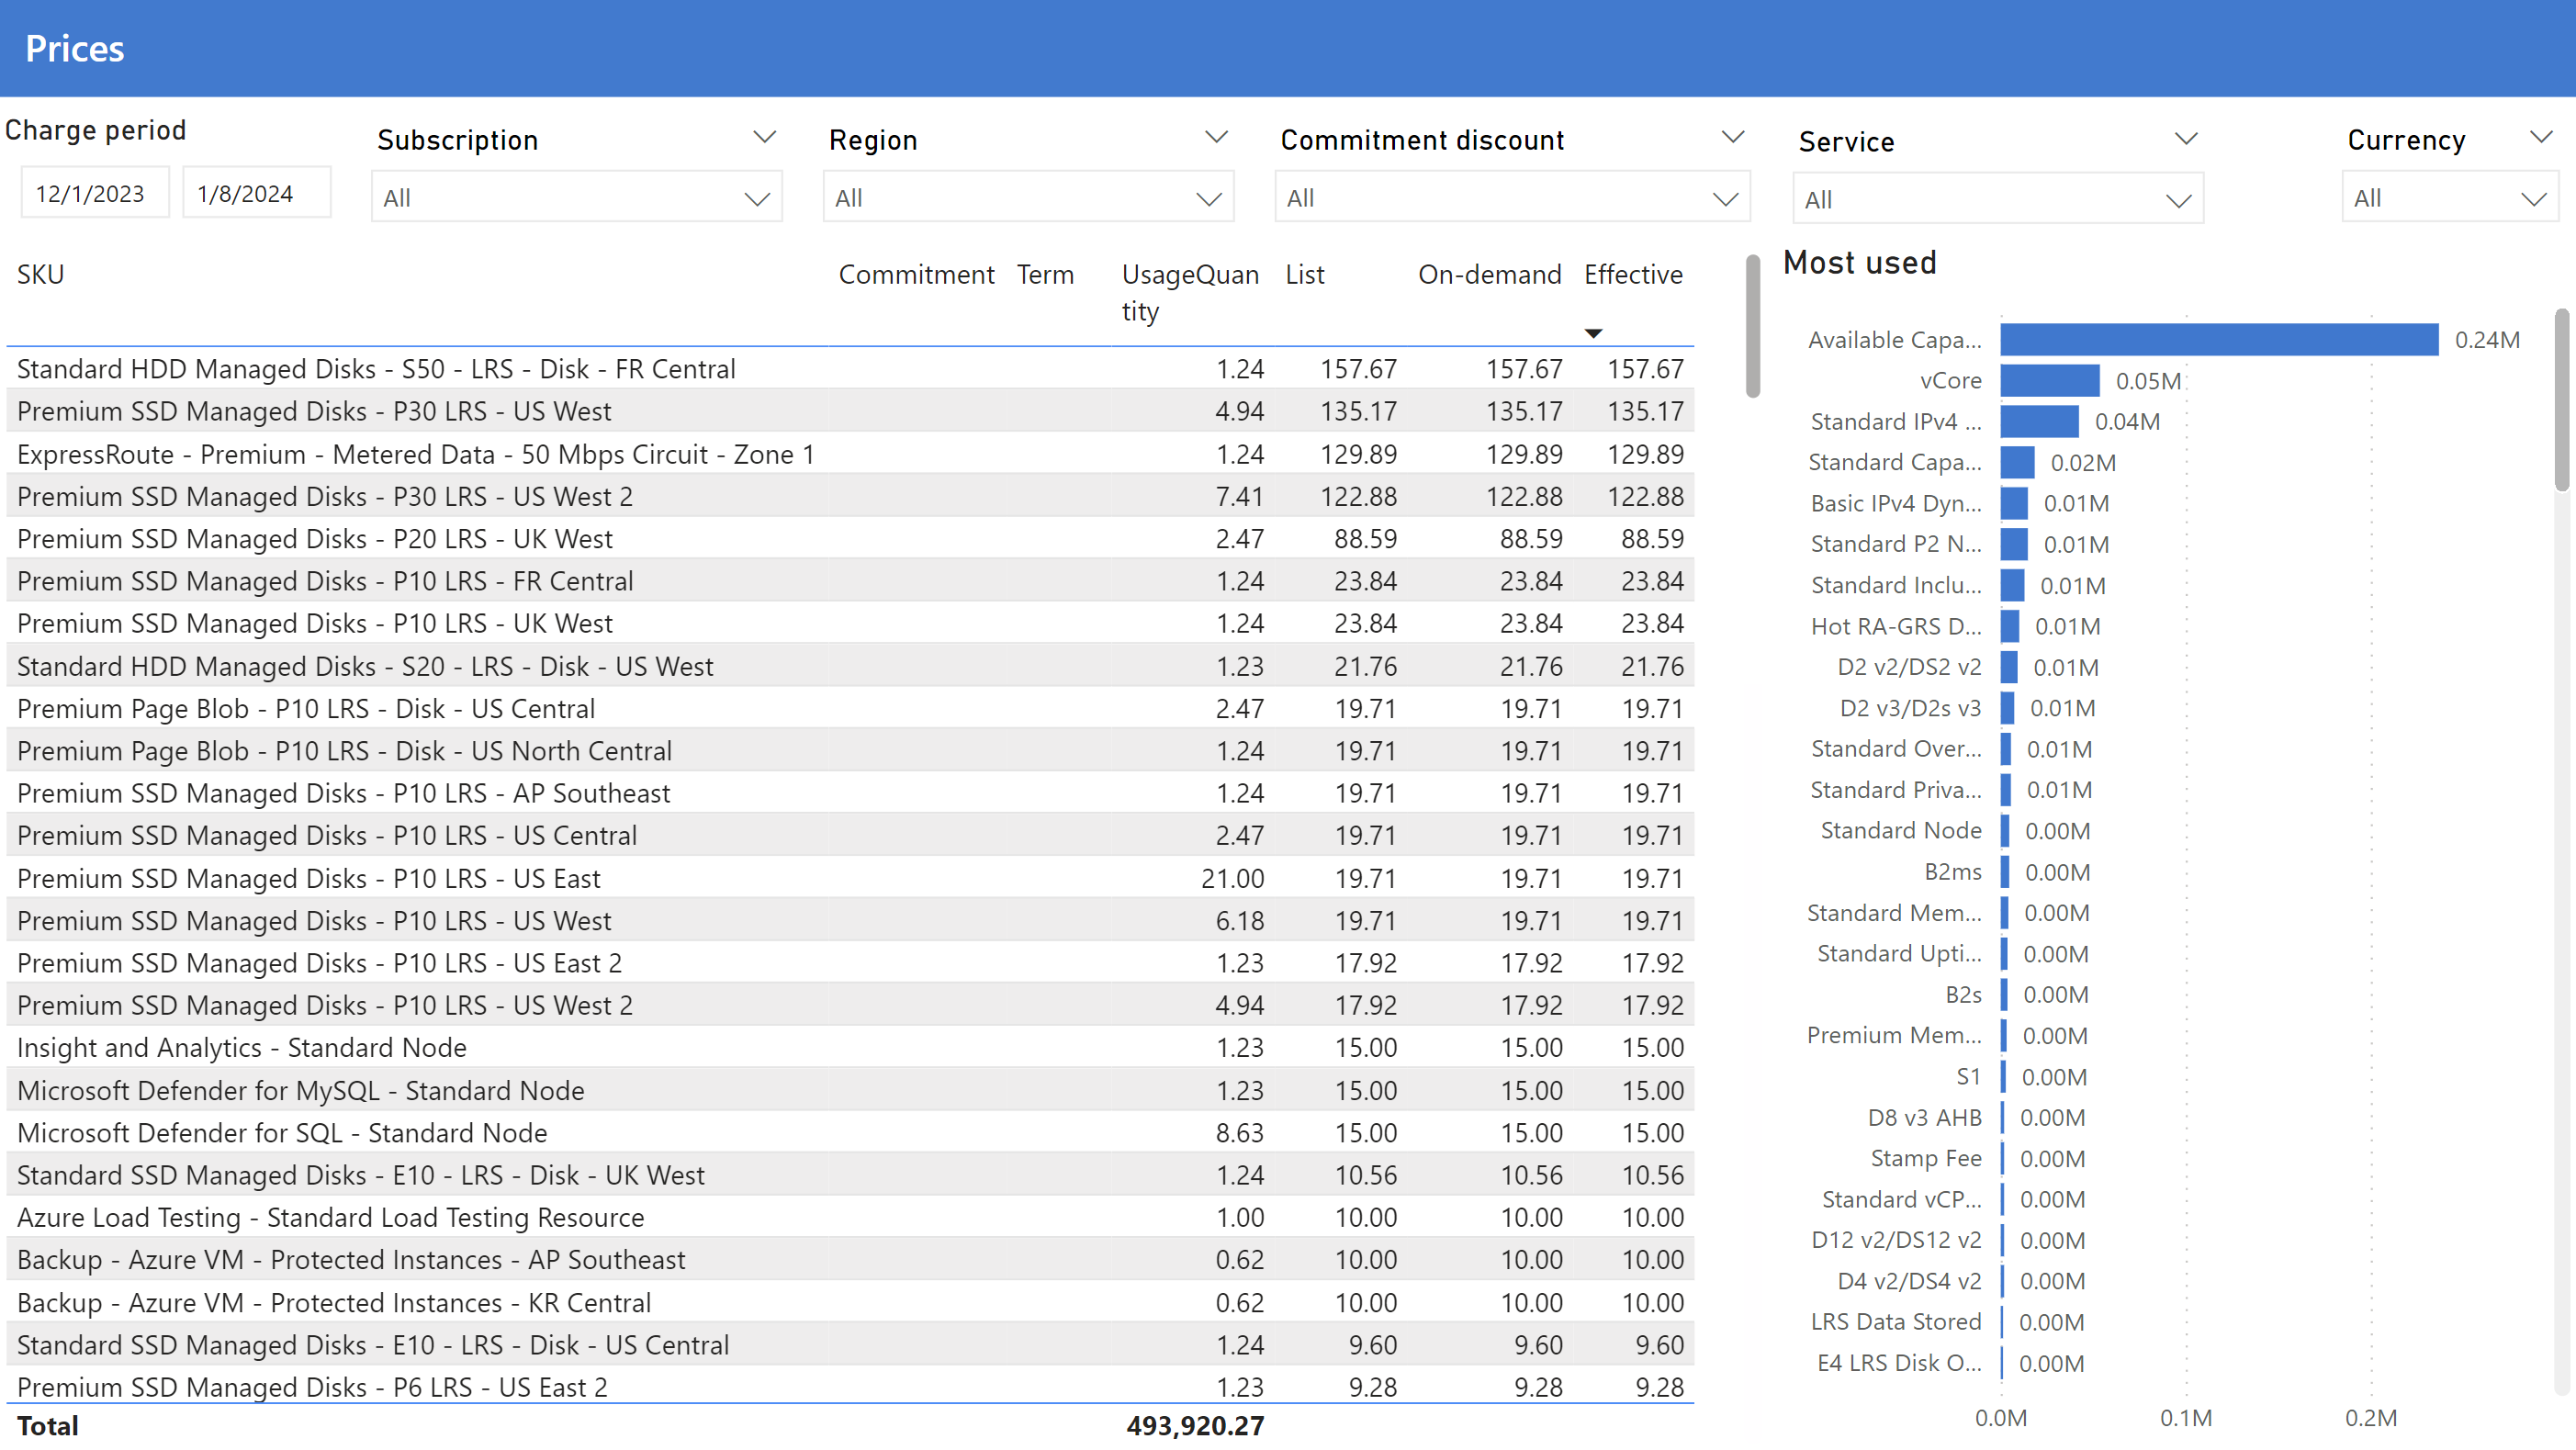 Prices
Charge period
12/1/2023 1/8/2024
Subscription
All
Region
All
Commitment discount
All
Service
All
Currency
All
SKU Commitment Term UsageQuan List On-demand Effective
tity
Standard HDD Managed Disks - S50 - LRS - Disk - FR Central 1.24 157.67 157.67 157.67
Premium SSD Managed Disks - P30 LRS - US West 4.94 135.17 135.17 135.17
ExpressRoute - Premium - Metered Data - 50 Mbps Circuit - Zone 1 1.24 129.89 129.89 129.89
Premium SSD Managed Disks - P30 LRS - US West 2 7.41 122.88 122.88 122.88
Premium SSD Managed Disks - P20 LRS - UK West 2.47 88.59 88.59 88.59
Premium SSD Managed Disks - P10 LRS - FR Central 1.24 23.84 23.84 23.84
Premium SSD Managed Disks - P10 LRS - UK West 1.24 23.84 23.84 23.84
Standard HDD Managed Disks - S20 - LRS - Disk - US West 1.23 21.76 21.76 21.76
Premium Page Blob - P10 LRS - Disk - US Central 2.47 19.71 19.71 19.71
Premium Page Blob - P10 LRS - Disk - US North Central 1.24 19.71 19.71 19.71
Premium SSD Managed Disks - P10 LRS - AP Southeast 1.24 19.71 19.71 19.71
Premium SSD Managed Disks - P10 LRS - US Central 2.47 19.71 19.71 19.71
Premium SSD Managed Disks - P10 LRS - US East 21.00 19.71 19.71 19.71
Premium SSD Managed Disks - P10 LRS - US West 6.18 19.71 19.71 19.71
Premium SSD Managed Disks - P10 LRS - US East 2 1.23 17.92 17.92 17.92
Premium SSD Managed Disks - P10 LRS - US West 2 4.94 17.92 17.92 17.92
Insight and Analytics - Standard Node 1.23 15.00 15.00 15.00
Microsoft Defender for MySQL - Standard Node 1.23 15.00 15.00 15.00
Microsoft Defender for SQL - Standard Node 8.63 15.00 15.00 15.00
Standard SSD Managed Disks - E10 - LRS - Disk - UK West 1.24 10.56 10.56 10.56
Azure Load Testing - Standard Load Testing Resource 1.00 10.00 10.00 10.00
Backup - Azure VM - Protected Instances - AP Southeast 0.62 10.00 10.00 10.00
Backup - Azure VM - Protected Instances - KR Central 0.62 10.00 10.00 10.00
Standard SSD Managed Disks - E10 - LRS - Disk - US Central 1.24 9.60 9.60 9.60
Premium SSD Managed Disks - P6 LRS - US East 2 1.23 9.28 9.28 9.28
Total 493,920.27
Most used
Available Capa... 0.24M
vCore 0.05M
Standard IPv4 ... 0.04M
Standard Capa... 0.02M
Basic IPv4 Dyn... 0.01M
Standard P2 N... 0.01M
Standard Inclu... 0.01M
Hot RA-GRS D... 0.01M
D2 v2/DS2 v2 0.01M
D2 v3/D2s v3 0.01M
Standard Over... 0.01M
Standard Priva... 0.01M
Standard Node 0.00M
B2ms 0.00M
Standard Mem... 0.00M
Standard Upti... 0.00M
B2s 0.00M
Premium Mem... 0.00M
S1 0.00M
D8 v3 AHB 0.00M
Stamp Fee 0.00M
Standard vCP... 0.00M
D12 v2/DS12 v2 0.00M
D4 v2/DS4 v2 0.00M
LRS Data Stored 0.00M
E4 LRS Disk O... 0.00M
0.0M 0.1M 0.2M